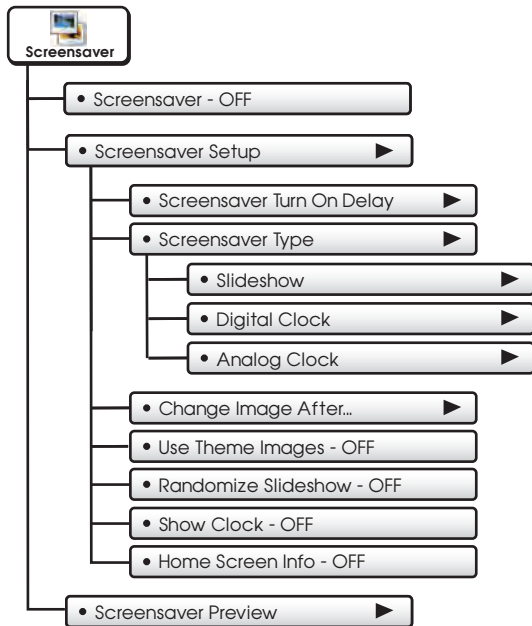 Screensaver
• Screensaver - OFF
• Screensaver Setup
• Screensaver Turn On Delay
• Screensaver Type
• Slideshow
• Digital Clock
• Analog Clock
• Change Image After...
• Use Theme Images - OFF
• Randomize Slideshow - OFF
• Show Clock - OFF
• Home Screen Info - OFF
• Screensaver Preview